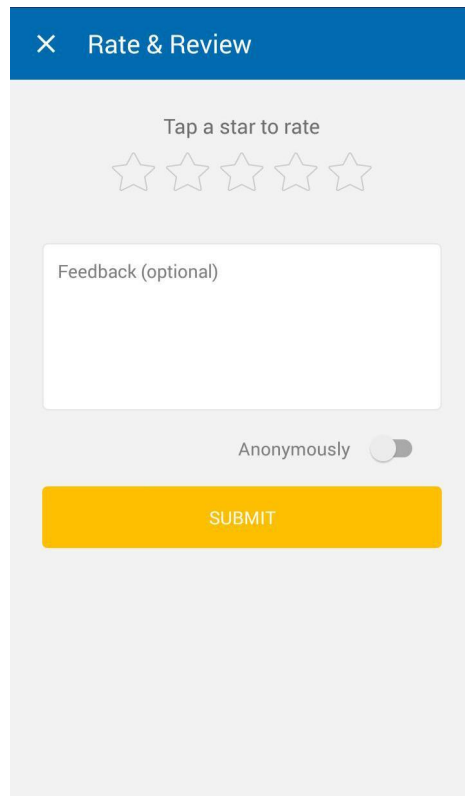 Rate & Review
Tap a star to rate
Feedback (optional)
Anonymously
SUBMIT